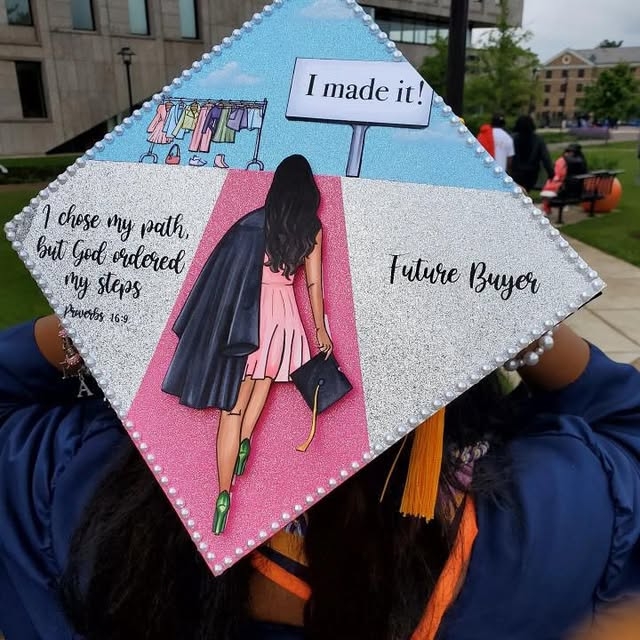 I made it!
I chose my path,
but God ordered
my steps
Proverbs 16:9
Future Buyer